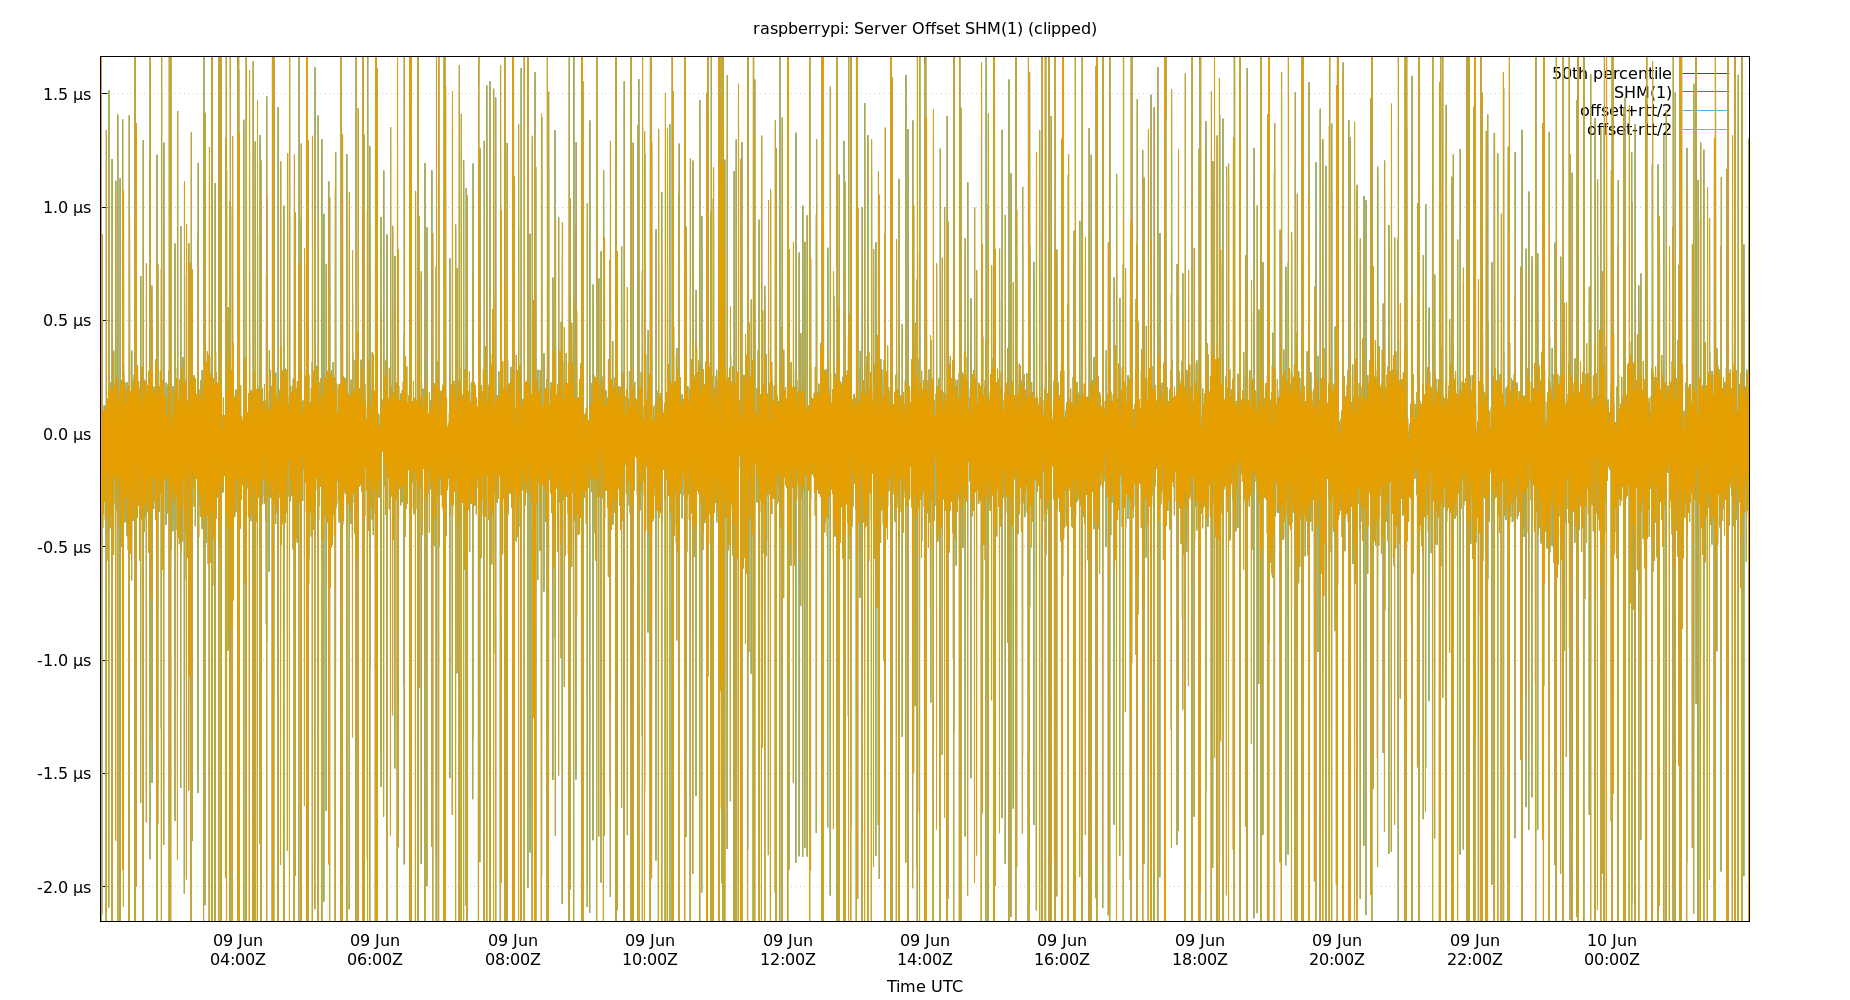 raspberrypi: Server Offset SHM(1) (clipped)
50th percentile
SHM(1)
offset+rtt/2
offset-rtt/2
1.5 µs
1.0 µs
0.5 µs
0.0 µs
-0.5 µs
-1.0 µs
-1.5 µs
-2.0 µs
09 Jun 09 Jun 09 Jun 09 Jun 09 Jun 09 Jun 09 Jun 09 Jun 09 Jun 09 Jun 10 Jun
04:00Z 06:00Z 08:00Z 10:00Z 12:00Z 14:00Z 16:00Z 18:00Z 20:00Z 22:00Z 00:00Z
Time UTC